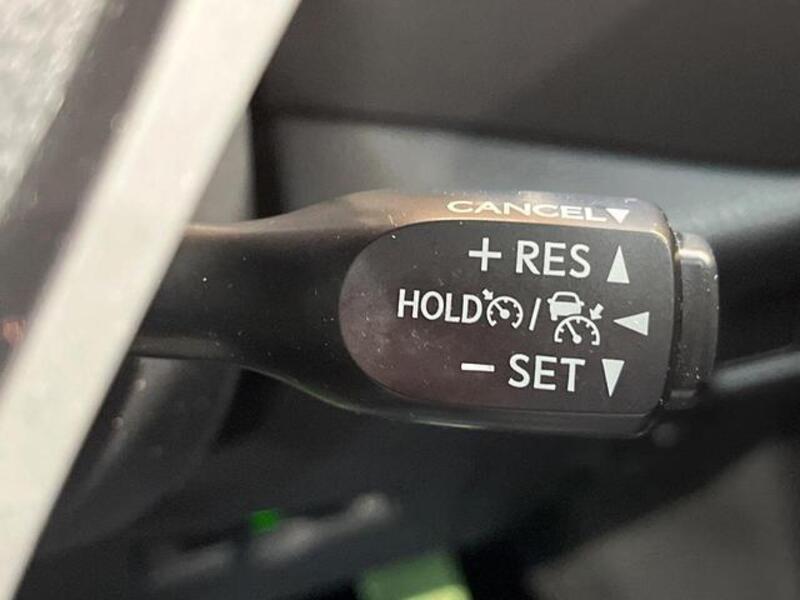 CANCEL▼
+ RES ▲
HOLD / ◀
− SET ▼